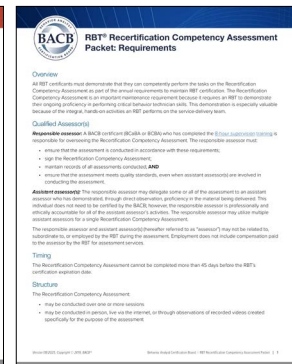 BEHAVIOR ANALYST
BACB
CERTIFICATION BOARD
RBT® Recertification Competency Assessment
Packet: Requirements
Overview
All RBT certificants must demonstrate that they can competently perform the tasks on the Recertification
Competency Assessment as part of the annual requirements to maintain RBT certification. The Recertification
Competency Assessment is an important maintenance requirement because it requires an RBT to demonstrate
their ongoing proficiency in performing critical behavior technician skills. This demonstration is especially valuable
because of the integral, hands-on activities an RBT performs on the service-delivery team.
Qualified Assessor(s)
Responsible assessor: A BACB certificant (BCaBA or BCBA) who has completed the 8-hour supervision training is
responsible for overseeing the Recertification Competency Assessment. The responsible assessor must:
• ensure that the assessment is conducted in accordance with these requirements;
• sign the Recertification Competency Assessment;
• maintain records of all assessments conducted; AND
• ensure that the assessment meets quality standards, even when assistant assessor(s) are involved in
conducting the assessment.
Assistant assessor(s): The responsible assessor may delegate some or all of the assessment to an assistant
assessor who has demonstrated, through direct observation, proficiency in the material being delivered. This
individual does not need to be certified by the BACB; however, the responsible assessor is professionally and
ethically accountable for all of the assistant assessor's activities. The responsible assessor may utilize multiple
assistant assessors for a single Recertification Competency Assessment.
The responsible assessor and assistant assessor(s) (hereafter referred to as "assessor") may not be related to,
subordinate to, or employed by the RBT during the assessment. Employment does not include compensation paid
to the assessor by the RBT for assessment services.
Timing
The Recertification Competency Assessment cannot be completed more than 45 days before the RBT's
certification expiration date.
Structure
The Recertification Competency Assessment:
• may be conducted over one or more sessions
• may be conducted in person, live via the internet, or through observations of recorded videos created
specifically for the purpose of the assessment
Behavior Analyst Certification Board | RBT Recertification Competency Assessment Packet | 1